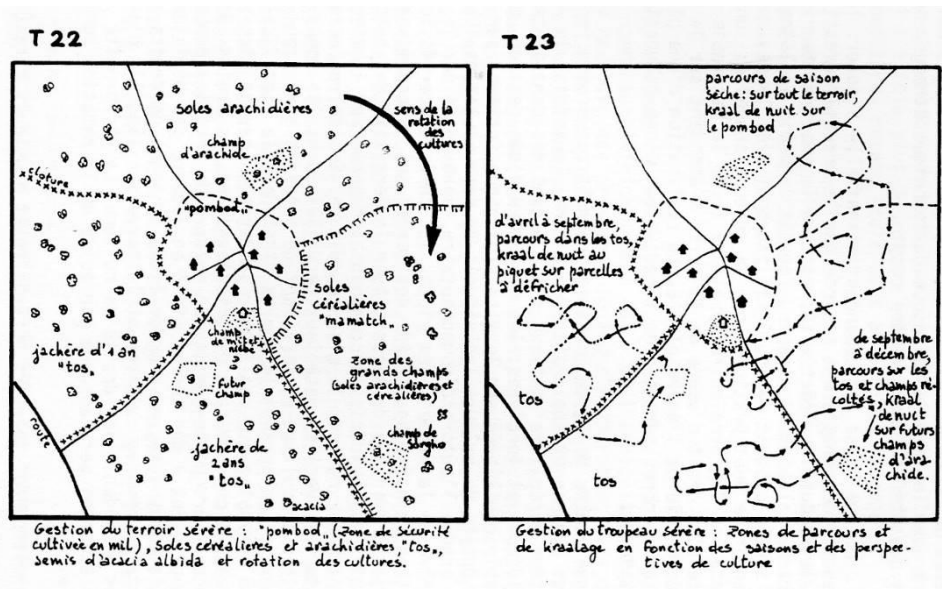 T 22
soles arachidières
sens de la
rotation
des
cultures
champ
d'arachide
cloture
"pombod"
soles
céréalières
"mamatch"
champ
de mil et
niébé
jachère d'1 an
"tos"
zone des
grands champs
(soles arachidières et
céréalières)
futur
champ
route
jachère de
2 ans
"tos"
champ de
sorgho
acacia
Gestion du terroir sérère : "pombod" (zone de sécurité
cultivée en mil), soles céréalières et arachidières, "tos",
semis d'acacia albida et rotation des cultures.
T 23
parcours de saison
sèche: sur tout le terroir,
kraal de nuit sur
le pombod
d'avril à septembre,
parcours dans les tos,
kraal de nuit au
piquet sur parcelles
à défricher
de septembre
à décembre,
parcours sur les
tos et champs ré-
coltés, kraal
de nuit
sur futurs
champs
d'ara-
chide.
tos
tos
Gestion du troupeau sérère : zones de parcours et
de kraalage en fonction des saisons et des perspec-
tives de culture